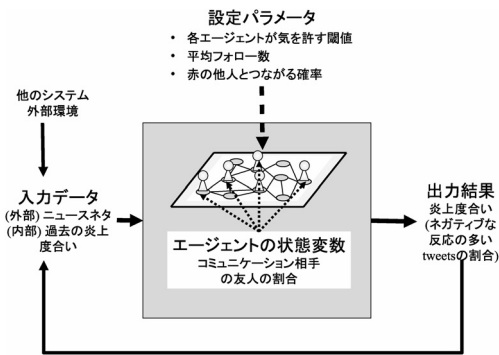 設定パラメータ
• 各エージェントが気を許す閾値
• 平均フォロー数
• 赤の他人とつながる確率
他のシステム
外部環境
入力データ
(外部) ニュースネタ
(内部) 過去の炎上
度合い
エージェントの状態変数
コミュニケーション相手
の友人の割合
出力結果
炎上度合い
(ネガティブな
反応の多い
tweetsの割合)